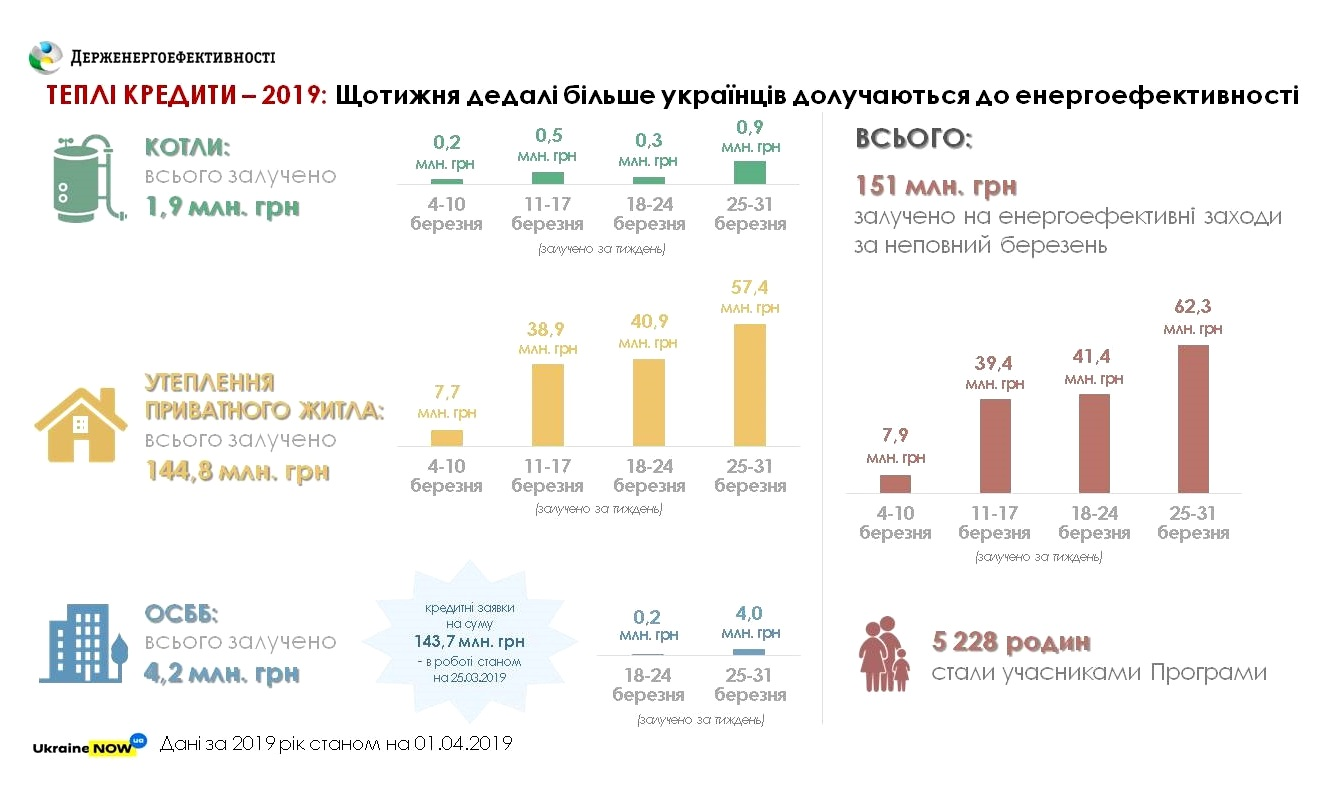 ДЕРЖЕНЕРГОЕФЕКТИВНОСТІ
ТЕПЛІ КРЕДИТИ – 2019: Щотижня дедалі більше українців долучаються до енергоефективності
КОТЛИ:
всього залучено
1,9 млн. грн
0,2 0,5 0,3 0,9
млн. грн млн. грн млн. грн млн. грн
4-10 11-17 18-24 25-31
березня березня березня березня
(залучено за тиждень)
УТЕПЛЕННЯ
ПРИВАТНОГО ЖИТЛА:
всього залучено
144,8 млн. грн
7,7 38,9 40,9 57,4
млн. грн млн. грн млн. грн млн. грн
4-10 11-17 18-24 25-31
березня березня березня березня
(залучено за тиждень)
ОСББ:
всього залучено
4,2 млн. грн
кредитні заявки
на суму
143,7 млн. грн
- в роботі станом
на 25.03.2019
0,2 4,0
млн. грн млн. грн
18-24 25-31
березня березня
(залучено за тиждень)
ВСЬОГО:
151 млн. грн
залучено на енергоефективні заходи
за неповний березень
7,9 39,4 41,4 62,3
млн. грн млн. грн млн. грн млн. грн
4-10 11-17 18-24 25-31
березня березня березня березня
(залучено за тиждень)
5 228 родин
стали учасниками Програми
Ukraine NOW ua
Дані за 2019 рік станом на 01.04.2019